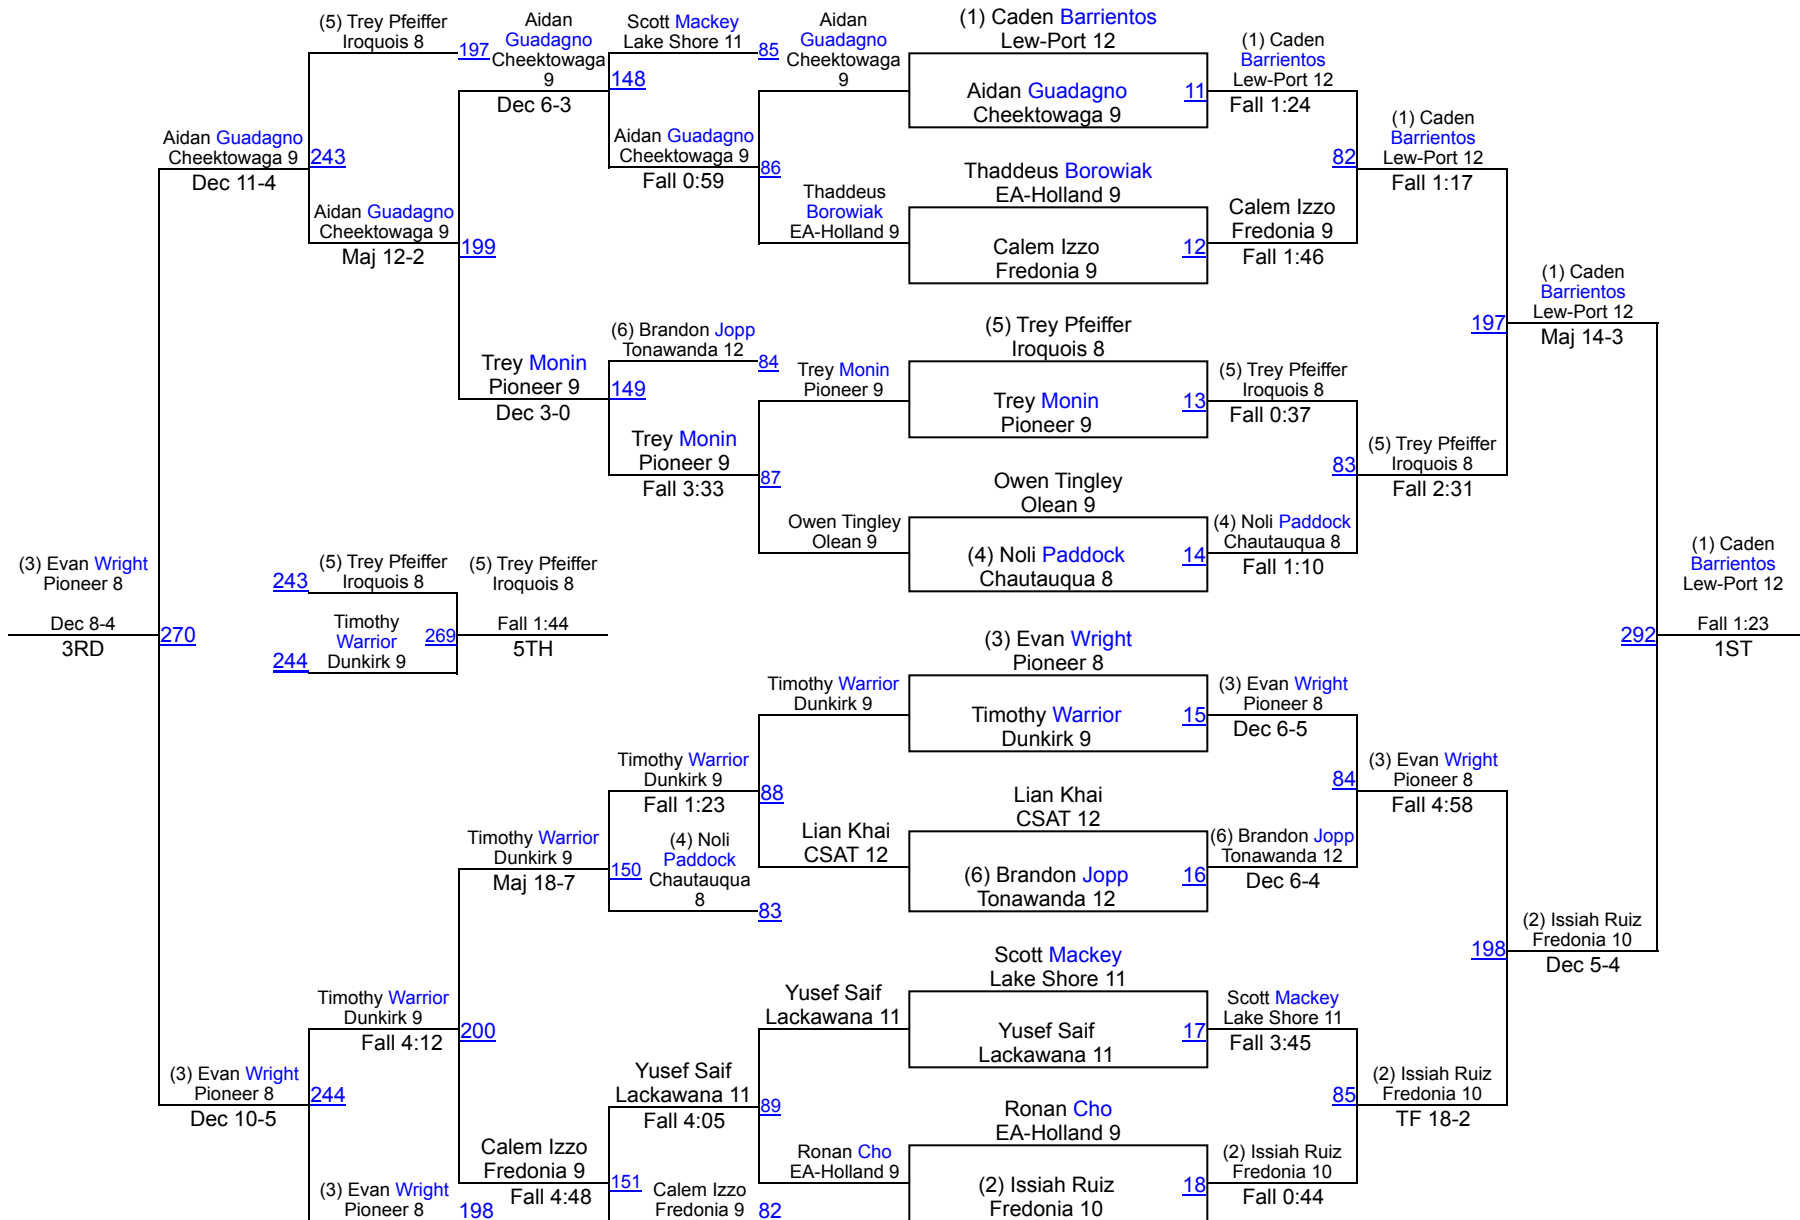 (5) Trey Pfeiffer
Iroquois 8
197
Aidan
Guadagno
Cheektowaga
9
Dec 6-3
Scott Mackey
Lake Shore 11
85
148
Aidan
Guadagno
Cheektowaga
9
(1) Caden Barrientos
Lew-Port 12
Aidan Guadagno
Cheektowaga 9
11
(1) Caden
Barrientos
Lew-Port 12
Fall 1:24
Aidan Guadagno
Cheektowaga 9
Dec 11-4
243
Aidan Guadagno
Cheektowaga 9
Fall 0:59
86
82
(1) Caden
Barrientos
Lew-Port 12
Fall 1:17
Aidan Guadagno
Cheektowaga 9
Maj 12-2
199
Thaddeus
Borowiak
EA-Holland 9
Thaddeus Borowiak
EA-Holland 9
Calem Izzo
Fredonia 9
12
Calem Izzo
Fredonia 9
Fall 1:46
(1) Caden
Barrientos
Lew-Port 12
Maj 14-3
197
(6) Brandon Jopp
Tonawanda 12
84
Trey Monin
Pioneer 9
Dec 3-0
149
Trey Monin
Pioneer 9
(5) Trey Pfeiffer
Iroquois 8
Trey Monin
Pioneer 9
13
(5) Trey Pfeiffer
Iroquois 8
Fall 0:37
Trey Monin
Pioneer 9
Fall 3:33
87
83
(5) Trey Pfeiffer
Iroquois 8
Fall 2:31
Owen Tingley
Olean 9
Owen Tingley
Olean 9
(4) Noli Paddock
Chautauqua 8
14
(4) Noli Paddock
Chautauqua 8
Fall 1:10
(3) Evan Wright
Pioneer 8
Dec 8-4
3RD
270
243
(5) Trey Pfeiffer
Iroquois 8
Timothy
Warrior
Dunkirk 9
244
269
(5) Trey Pfeiffer
Iroquois 8
Fall 1:44
5TH
292
(1) Caden
Barrientos
Lew-Port 12
Fall 1:23
1ST
Timothy Warrior
Dunkirk 9
(3) Evan Wright
Pioneer 8
Timothy Warrior
Dunkirk 9
15
(3) Evan Wright
Pioneer 8
Dec 6-5
Timothy Warrior
Dunkirk 9
Fall 1:23
88
84
(3) Evan Wright
Pioneer 8
Fall 4:58
Timothy Warrior
Dunkirk 9
Maj 18-7
150
(4) Noli
Paddock
Chautauqua
8
83
Lian Khai
CSAT 12
Lian Khai
CSAT 12
(6) Brandon Jopp
Tonawanda 12
16
(6) Brandon Jopp
Tonawanda 12
Dec 6-4
198
(2) Issiah Ruiz
Fredonia 10
Dec 5-4
Timothy Warrior
Dunkirk 9
Fall 4:12
200
Yusef Saif
Lackawana 11
Scott Mackey
Lake Shore 11
Yusef Saif
Lackawana 11
17
Scott Mackey
Lake Shore 11
Fall 3:45
(3) Evan Wright
Pioneer 8
Dec 10-5
244
Yusef Saif
Lackawana 11
Fall 4:05
89
85
(2) Issiah Ruiz
Fredonia 10
TF 18-2
Calem Izzo
Fredonia 9
Fall 4:48
151
Ronan Cho
EA-Holland 9
Ronan Cho
EA-Holland 9
(2) Issiah Ruiz
Fredonia 10
18
(2) Issiah Ruiz
Fredonia 10
Fall 0:44
(3) Evan Wright
Pioneer 8
198
Calem Izzo
Fredonia 9
82